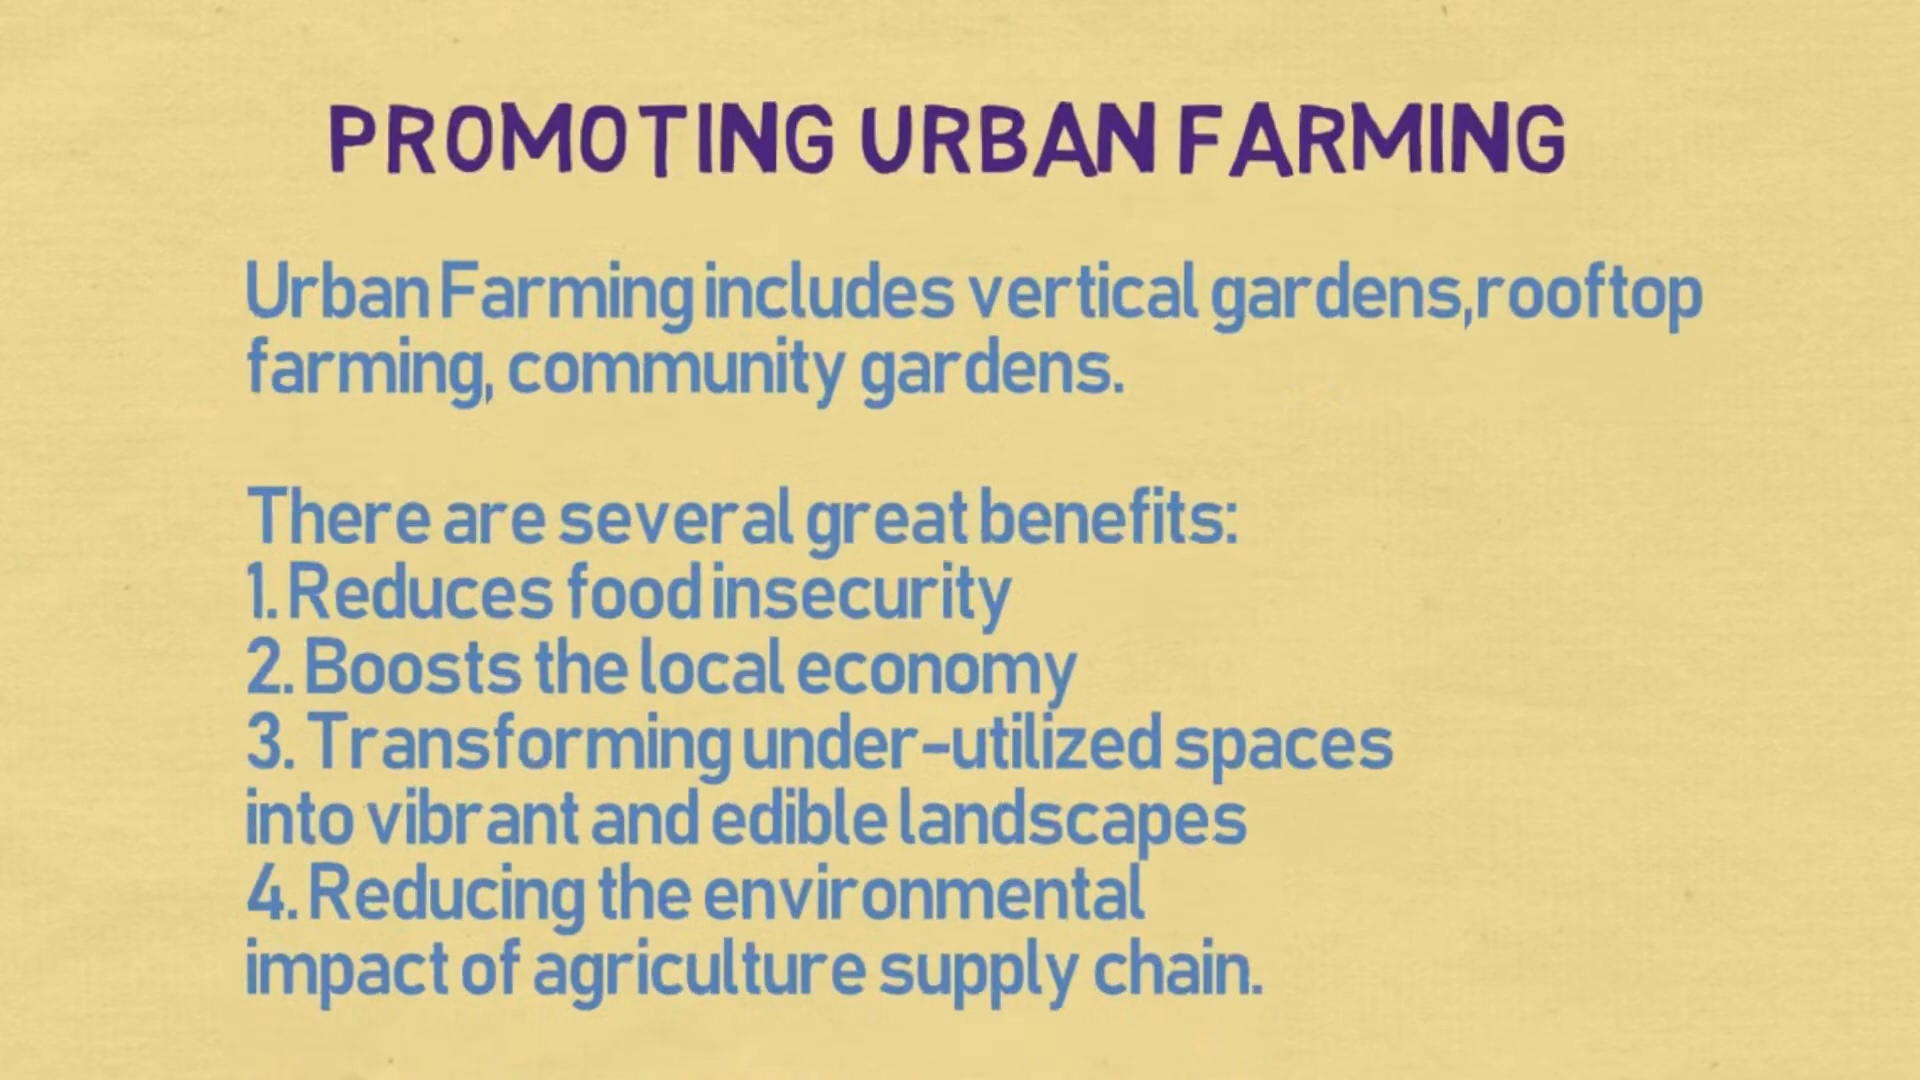 PROMOTING URBAN FARMING
Urban Farming includes vertical gardens,rooftop
farming, community gardens.
There are several great benefits:
1. Reduces food insecurity
2. Boosts the local economy
3. Transforming under-utilized spaces
into vibrant and edible landscapes
4. Reducing the environmental
impact of agriculture supply chain.